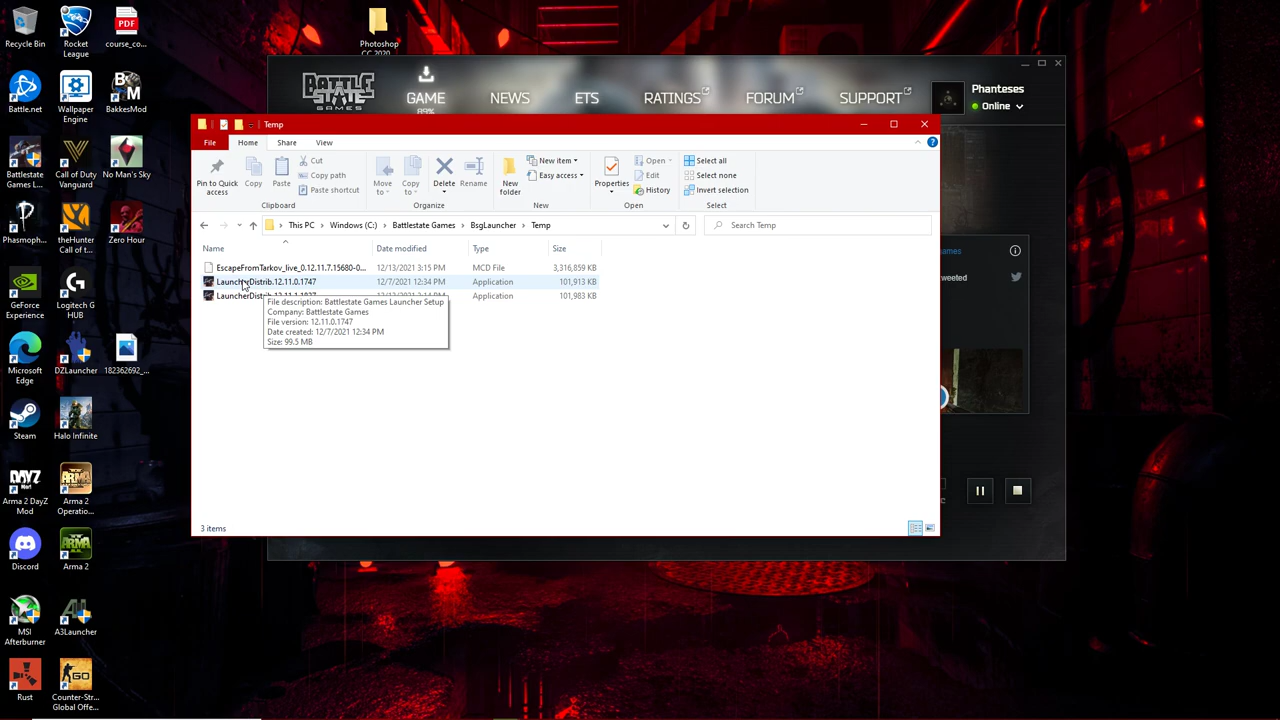 Recycle Bin
Rocket
League
course_co...
Photoshop
CC 2020
Battle.net
Wallpaper
Engine
BakkesMod
Battlestate
Games L...
Call of Duty
Vanguard
No Man's Sky
Phasmoph...
theHunter
Call of t...
Zero Hour
GeForce
Experience
Logitech G
HUB
Microsoft
Edge
DZLauncher
182362692_...
Steam
Halo Infinite
Arma 2 DayZ
Mod
Arma 2
Operatio...
Discord
Arma 2
MSI
Afterburner
A3Launcher
Rust
Counter-Str...
Global Offe...
BATTLE
STATE
GAMES
GAME
89%
NEWS
ETS
RATINGS
FORUM
SUPPORT
Phanteses
Online
Temp
File
Home
Share
View
Pin to Quick
access
Copy
Paste
Cut
Copy path
Paste shortcut
Clipboard
Move
to
Copy
to
Delete
Rename
Organize
New
folder
New item
Easy access
New
Properties
Open
Edit
History
Open
Select all
Select none
Invert selection
Select
This PC > Windows (C:) > Battlestate Games > BsgLauncher > Temp
Search Temp
Name Date modified Type Size
EscapeFromTarkov_live_0.12.11.7.15680-0... 12/13/2021 3:15 PM MCD File 3,316,859 KB
LauncherDistrib.12.11.0.1747 12/7/2021 12:34 PM Application 101,913 KB
Application 101,983 KB
File description: Battlestate Games Launcher Setup
Company: Battlestate Games
File version: 12.11.0.1747
Date created: 12/7/2021 12:34 PM
Size: 99.5 MB
ames
weeted
3 items